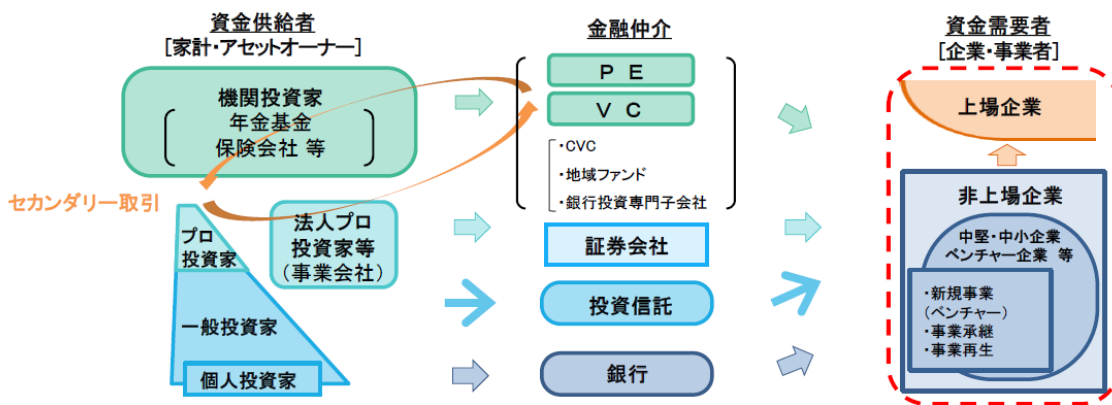 資金供給者
[家計・アセットオーナー]
機関投資家
年金基金
保険会社 等
セカンダリー取引
プロ
投資家
法人プロ
投資家等
(事業会社)
一般投資家
個人投資家
金融仲介
P E
V C
・CVC
・地域ファンド
・銀行投資専門子会社
証券会社
投資信託
銀行
資金需要者
[企業・事業者]
上場企業
非上場企業
中堅・中小企業
ベンチャー企業 等
・新規事業
(ベンチャー)
・事業承継
・事業再生